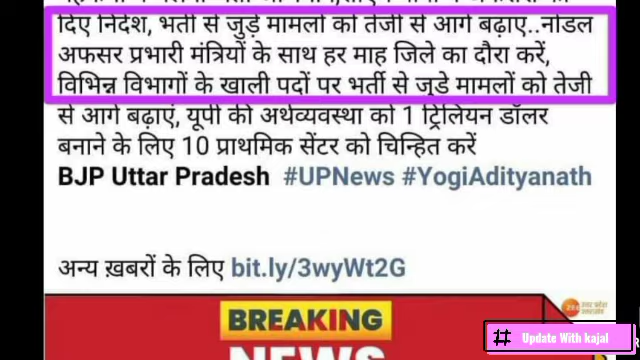 दिए निर्देश, भर्ती से जुड़े मामलों को तेजी से आगे बढ़ाए..नोडल
अफसर प्रभारी मंत्रियों के साथ हर माह जिले का दौरा करें,
विभिन्न विभागों के खाली पदों पर भर्ती से जुडे मामलों को तेजी
से आगे बढ़ाएं, यूपी की अर्थव्यवस्था को 1 ट्रिलियन डॉलर
बनाने के लिए 10 प्राथमिक सेंटर को चिन्हित करें
BJP Uttar Pradesh #UPNews #YogiAdityanath
अन्य ख़बरों के लिए bit.ly/3wyWt2G
BREAKING
NEWS
# Update With kajal